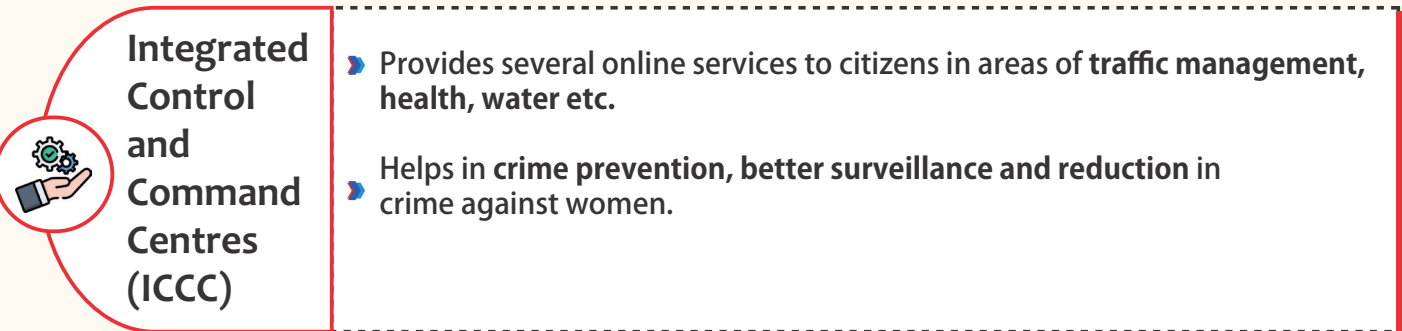 Integrated
Control
and
Command
Centres
(ICCC)
Provides several online services to citizens in areas of traffic management,
health, water etc.
Helps in crime prevention, better surveillance and reduction in
crime against women.